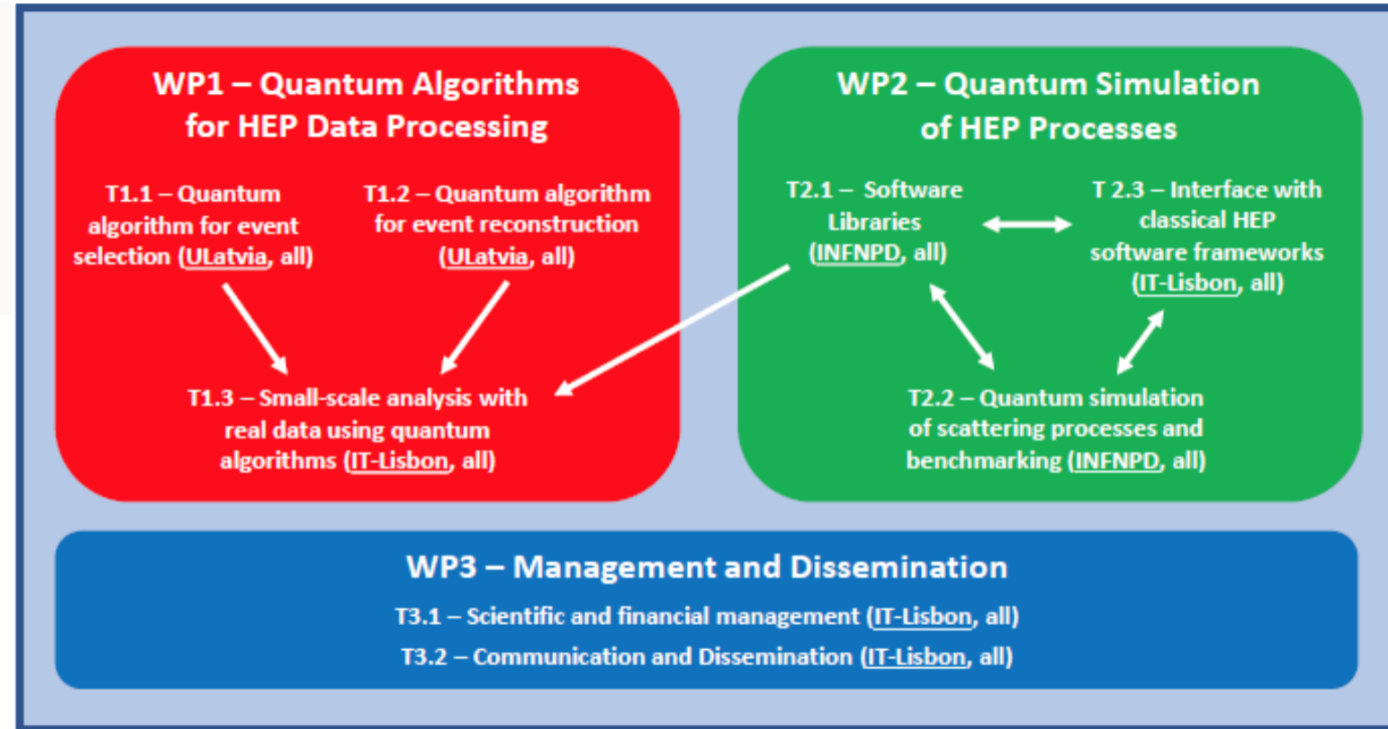 WP1 – Quantum Algorithms
for HEP Data Processing
T1.1 – Quantum
algorithm for event
selection (ULatvia, all)
T1.2 – Quantum algorithm
for event reconstruction
(ULatvia, all)
T1.3 – Small-scale analysis with
real data using quantum
algorithms (IT-Lisbon, all)
WP2 – Quantum Simulation
of HEP Processes
T2.1 – Software
Libraries
(INFNPD, all)
T 2.3 – Interface with
classical HEP
software frameworks
(IT-Lisbon, all)
T2.2 – Quantum simulation
of scattering processes and
benchmarking (INFNPD, all)
WP3 – Management and Dissemination
T3.1 – Scientific and financial management (IT-Lisbon, all)
T3.2 – Communication and Dissemination (IT-Lisbon, all)